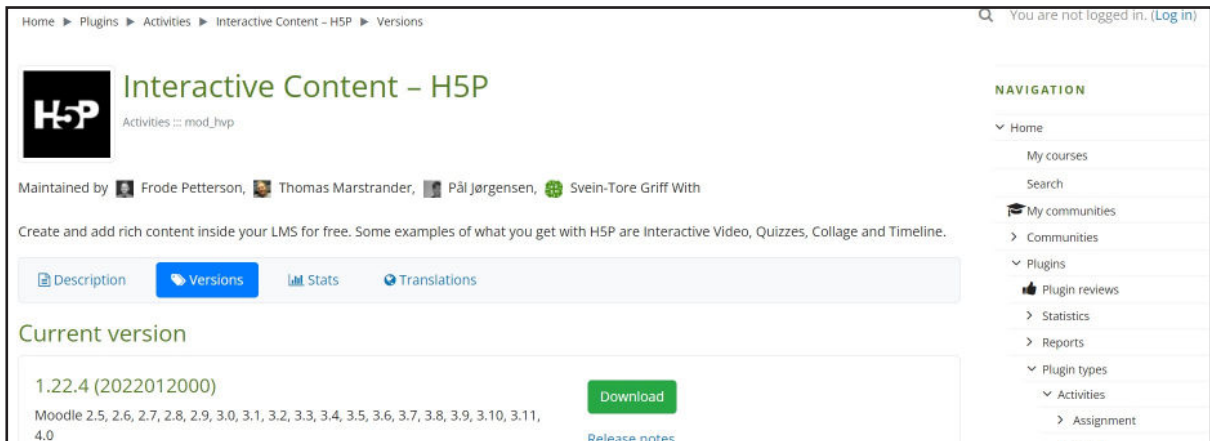 Home ▶ Plugins ▶ Activities ▶ Interactive Content – H5P ▶ Versions
You are not logged in. (Log in)
H5P
Interactive Content – H5P
Activities ::: mod_hvp
Maintained by Frode Petterson, Thomas Marstrander, Pål Jørgensen, Svein-Tore Griff With
Create and add rich content inside your LMS for free. Some examples of what you get with H5P are Interactive Video, Quizzes, Collage and Timeline.
Description Versions Stats Translations
Current version
1.22.4 (2022012000)
Moodle 2.5, 2.6, 2.7, 2.8, 2.9, 3.0, 3.1, 3.2, 3.3, 3.4, 3.5, 3.6, 3.7, 3.8, 3.9, 3.10, 3.11,
4.0
Download
Release notes
NAVIGATION
Home
My courses
Search
My communities
Communities
Plugins
Plugin reviews
Statistics
Reports
Plugin types
Activities
Assignment